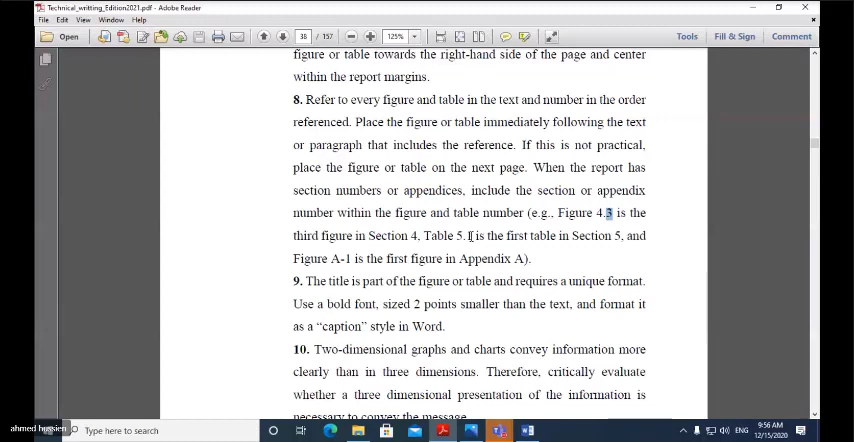 Technical_writting_Edition2021.pdf - Adobe Reader
File Edit View Window Help
Open 38 / 157 125% Tools Fill & Sign Comment
figure or table towards the right-hand side of the page and center
within the report margins.
8. Refer to every figure and table in the text and number in the order
referenced. Place the figure or table immediately following the text
or paragraph that includes the reference. If this is not practical,
place the figure or table on the next page. When the report has
section numbers or appendices, include the section or appendix
number within the figure and table number (e.g., Figure 4.3 is the
third figure in Section 4, Table 5.1 is the first table in Section 5, and
Figure A-1 is the first figure in Appendix A).
9. The title is part of the figure or table and requires a unique format.
Use a bold font, sized 2 points smaller than the text, and format it
as a “caption” style in Word.
10. Two-dimensional graphs and charts convey information more
clearly than in three dimensions. Therefore, critically evaluate
whether a three dimensional presentation of the information is
necessary to convey the message.
ahmed hussien
Type here to search
ENG
9:56 AM
12/15/2020